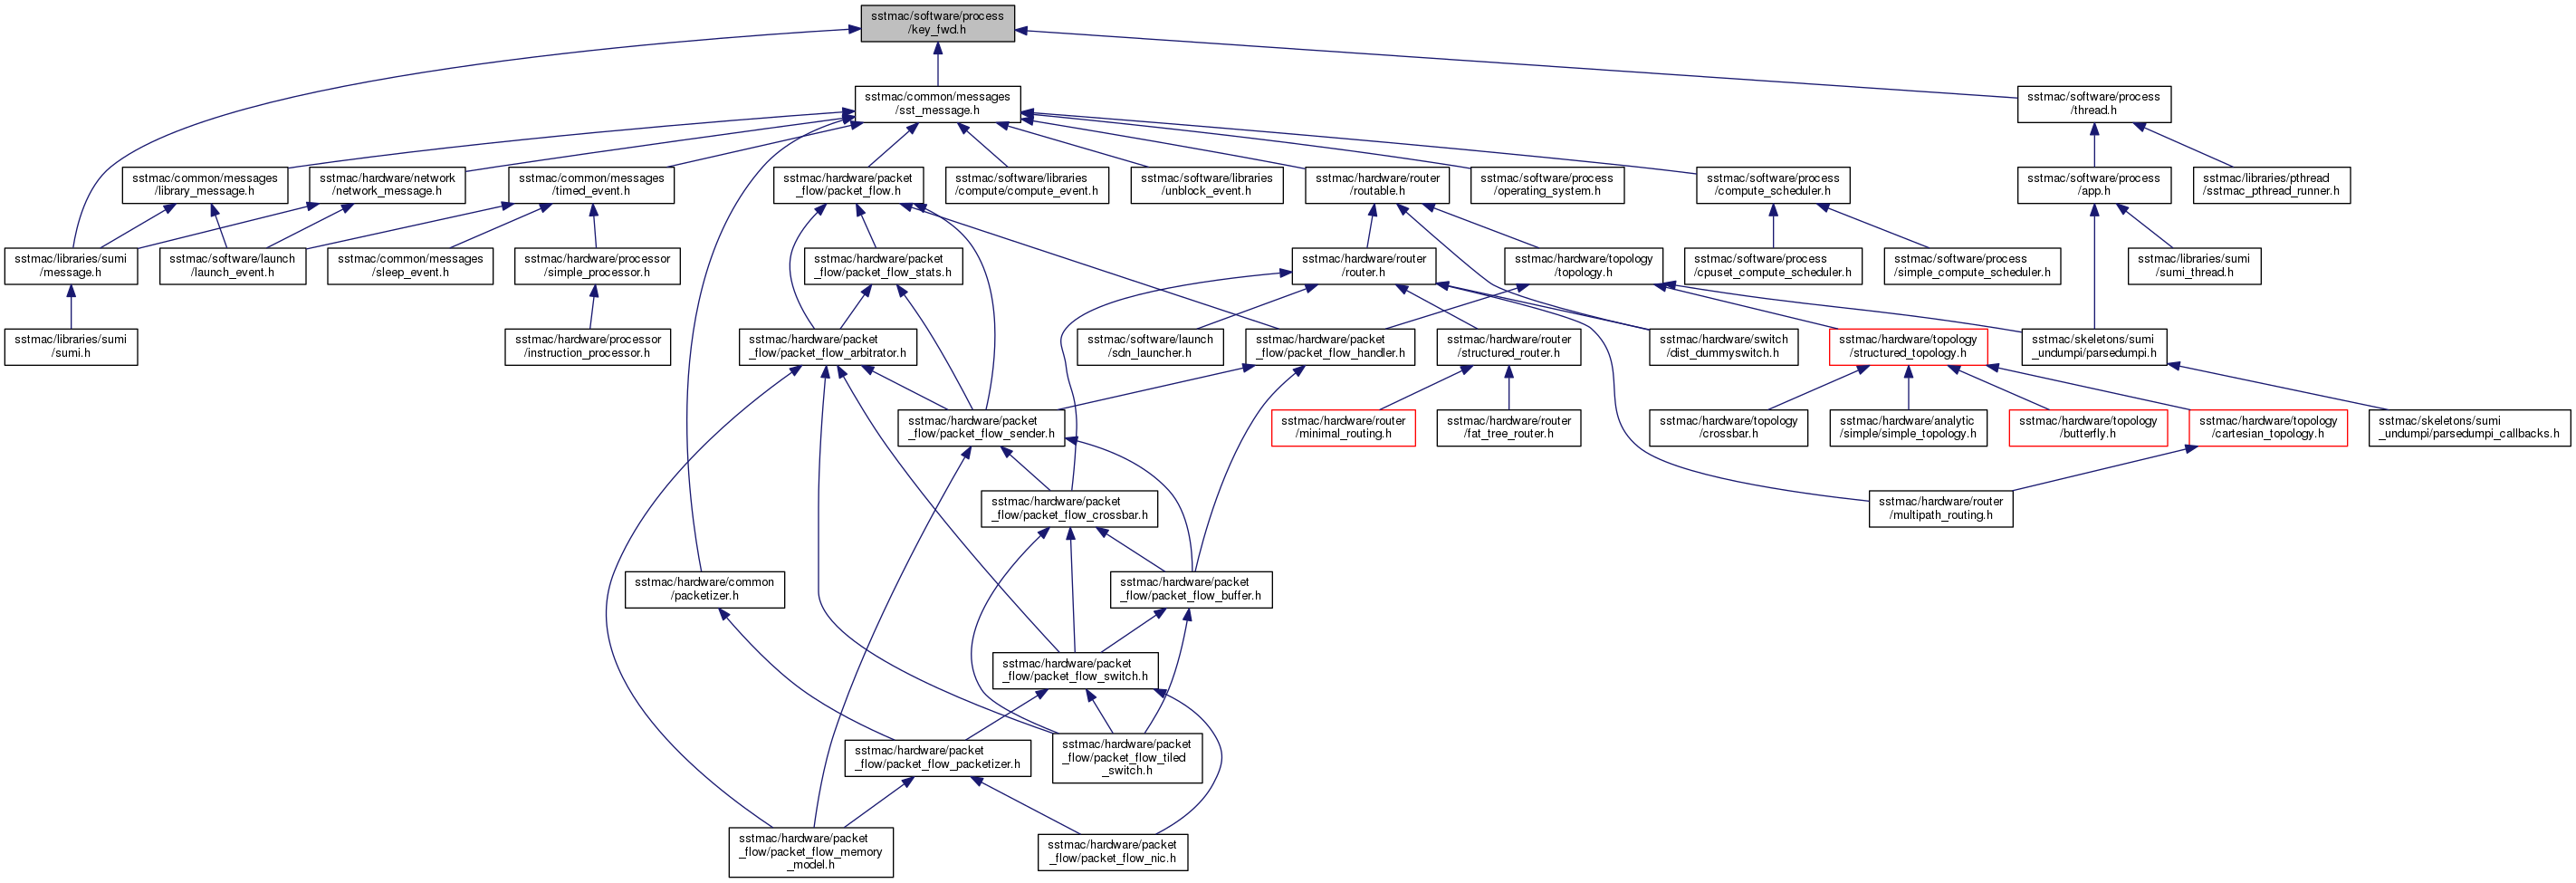 sstmac/software/process
/key_fwd.h
sstmac/common/messages
/sst_message.h
sstmac/software/process
/thread.h
sstmac/common/messages
/library_message.h
sstmac/hardware/network
/network_message.h
sstmac/common/messages
/timed_event.h
sstmac/hardware/packet
_flow/packet_flow.h
sstmac/software/libraries
/compute/compute_event.h
sstmac/software/libraries
/unblock_event.h
sstmac/hardware/router
/routable.h
sstmac/software/process
/operating_system.h
sstmac/software/process
/compute_scheduler.h
sstmac/software/process
/app.h
sstmac/libraries/pthread
/sstmac_pthread_runner.h
sstmac/libraries/sumi
/message.h
sstmac/software/launch
/launch_event.h
sstmac/common/messages
/sleep_event.h
sstmac/hardware/processor
/simple_processor.h
sstmac/hardware/packet
_flow/packet_flow_stats.h
sstmac/hardware/router
/router.h
sstmac/hardware/topology
/topology.h
sstmac/software/process
/cpuset_compute_scheduler.h
sstmac/software/process
/simple_compute_scheduler.h
sstmac/libraries/sumi
/sumi_thread.h
sstmac/libraries/sumi
/sumi.h
sstmac/hardware/processor
/instruction_processor.h
sstmac/hardware/packet
_flow/packet_flow_arbitrator.h
sstmac/software/launch
/sdn_launcher.h
sstmac/hardware/packet
_flow/packet_flow_handler.h
sstmac/hardware/router
/structured_router.h
sstmac/hardware/switch
/dist_dummyswitch.h
sstmac/hardware/topology
/structured_topology.h
sstmac/skeletons/sumi
_undumpi/parsedumpi.h
sstmac/hardware/packet
_flow/packet_flow_sender.h
sstmac/hardware/router
/minimal_routing.h
sstmac/hardware/router
/fat_tree_router.h
sstmac/hardware/topology
/crossbar.h
sstmac/hardware/analytic
/simple/simple_topology.h
sstmac/hardware/topology
/butterfly.h
sstmac/hardware/topology
/cartesian_topology.h
sstmac/skeletons/sumi
_undumpi/parsedumpi_callbacks.h
sstmac/hardware/packet
_flow/packet_flow_crossbar.h
sstmac/hardware/router
/multipath_routing.h
sstmac/hardware/common
/packetizer.h
sstmac/hardware/packet
_flow/packet_flow_buffer.h
sstmac/hardware/packet
_flow/packet_flow_switch.h
sstmac/hardware/packet
_flow/packet_flow_packetizer.h
sstmac/hardware/packet
_flow/packet_flow_tiled
_switch.h
sstmac/hardware/packet
_flow/packet_flow_memory
_model.h
sstmac/hardware/packet
_flow/packet_flow_nic.h